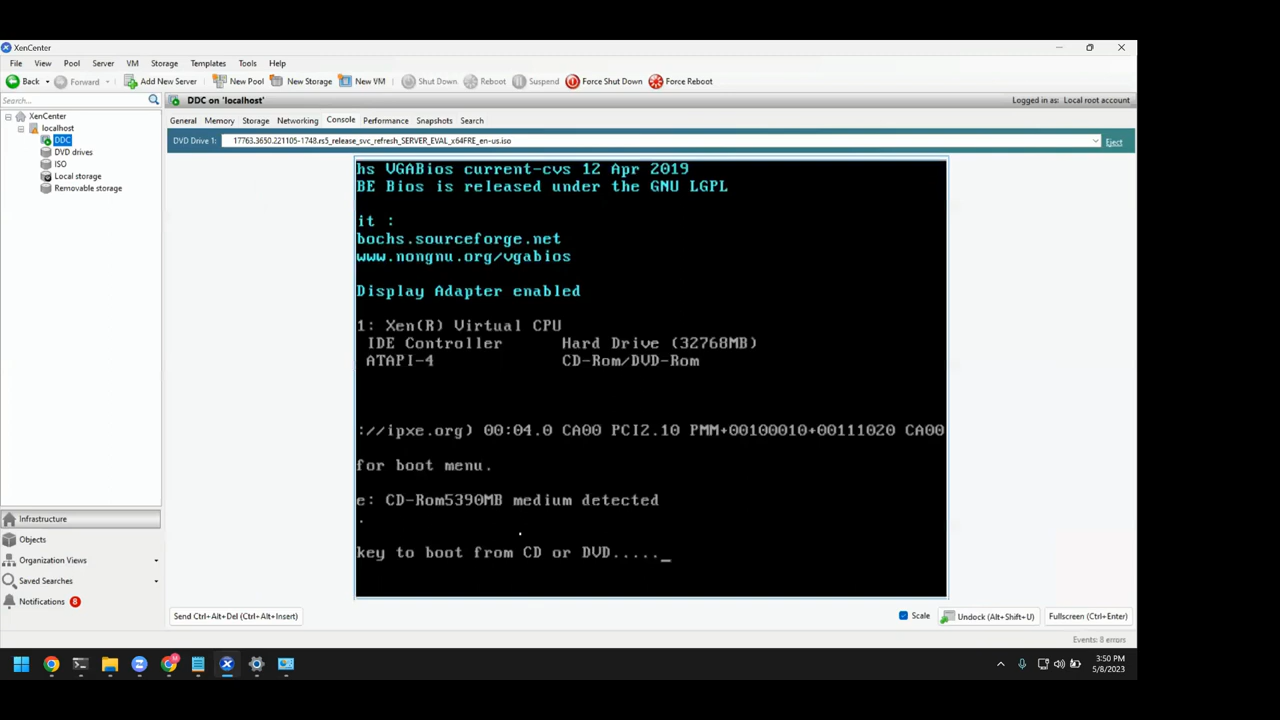 XenCenter
File View Pool Server VM Storage Templates Tools Help
Back Forward Add New Server New Pool New Storage New VM Shut Down Reboot Suspend Force Shut Down Force Reboot
Search...
DDC on 'localhost'
Logged in as: Local root account
XenCenter
localhost
DDC
DVD drives
ISO
Local storage
Removable storage
General Memory Storage Networking Console Performance Snapshots Search
DVD Drive 1: 17763.3650.221105-1748.rs5_release_svc_refresh_SERVER_EVAL_x64FRE_en-us.iso Eject
hs VGABios current-cvs 12 Apr 2019
BE Bios is released under the GNU LGPL
it :
bochs.sourceforge.net
www.nongnu.org/vgabios
Display Adapter enabled
1: Xen(R) Virtual CPU
IDE Controller Hard Drive (32768MB)
ATAPI-4 CD-Rom/DVD-Rom
://ipxe.org) 00:04.0 CA00 PCI2.10 PMM+00100010+00111020 CA00
for boot menu.
e: CD-Rom5390MB medium detected
.
key to boot from CD or DVD....._
Infrastructure
Objects
Organization Views
Saved Searches
Notifications 8
Send Ctrl+Alt+Del (Ctrl+Alt+Insert)
Scale Undock (Alt+Shift+U) Fullscreen (Ctrl+Enter)
Events: 8 errors
3:50 PM
5/8/2023